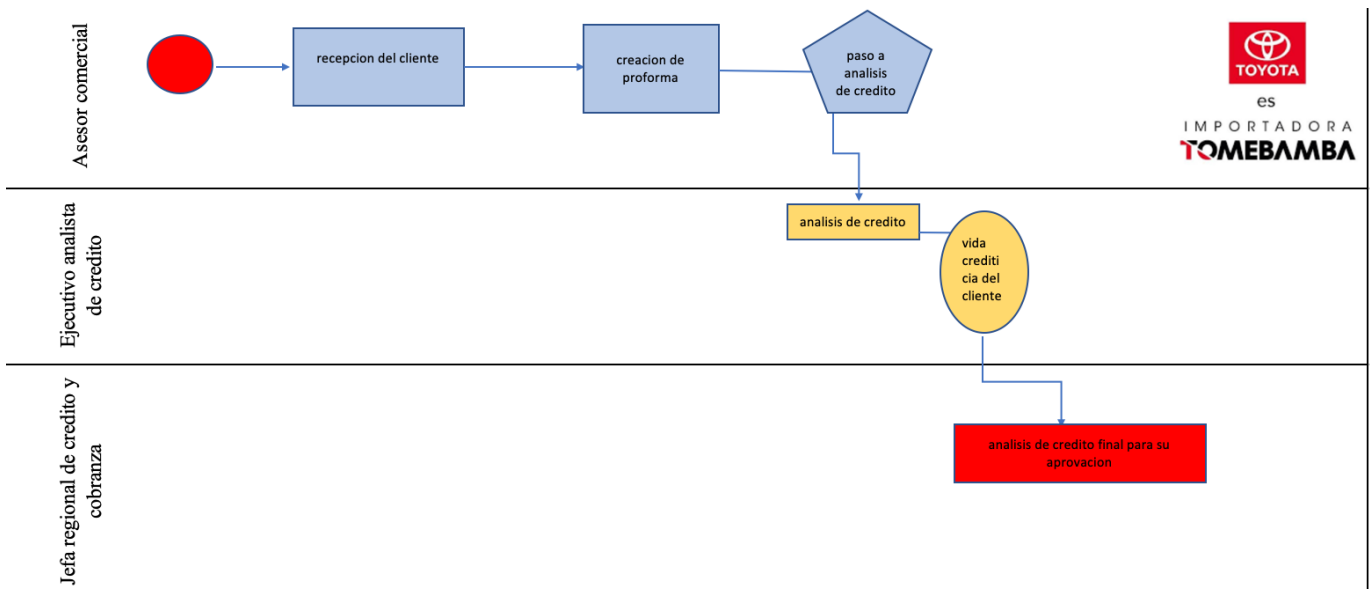 Asesor comercial
recepcion del cliente
creacion de
proforma
paso a
analisis
de credito
TOYOTA
es
IMPORTADORA
TOMEBAMBA
Ejecutivo analista
de credito
analisis de credito
vida
crediti
cia del
cliente
Jefa regional de credito y
cobranza
analisis de credito final para su
aprovacion